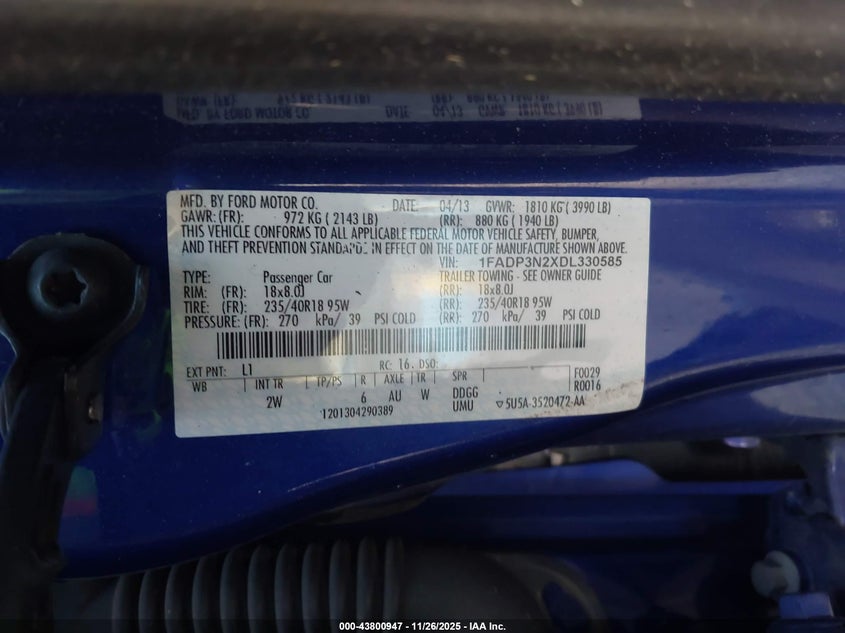 MFD. BY FORD MOTOR CO. DATE: 04/13 GVWR: 1810 KG ( 3990 LB)
GAWR: (FR): 972 KG ( 2143 LB) (RR): 880 KG ( 1940 LB)
THIS VEHICLE CONFORMS TO ALL APPLICABLE FEDERAL MOTOR VEHICLE SAFETY, BUMPER,
AND THEFT PREVENTION STANDARDS IN EFFECT ON THE DATE OF MANUFACTURE SHOWN ABOVE.
VIN: 1FADP3N2XDL330585
TYPE: Passenger Car TRAILER TOWING - SEE OWNER GUIDE
RIM: (FR): 18x8.0J (RR): 18x8.0J
TIRE: (FR): 235/40R18 95W (RR): 235/40R18 95W
PRESSURE: (FR): 270 kPa/ 39 PSI COLD (RR): 270 kPa/ 39 PSI COLD
EXT PNT: L1 RC: 16. DSO: F0029
WB INT TR TP/PS R AXLE TR SPR R0016
2W 6 AU W DDGG
1201304290389 UMU 5U5A-3520472-AA
000-43800947 • 11/26/2025 • IAA Inc.